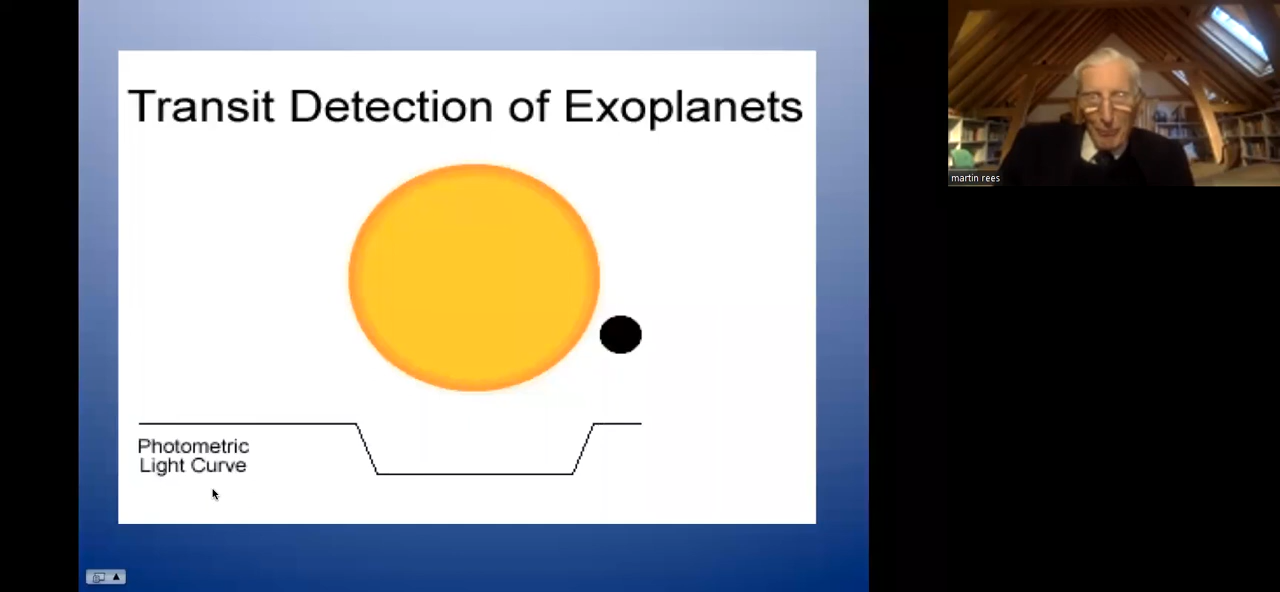 Transit Detection of Exoplanets
Photometric
Light Curve
martin rees